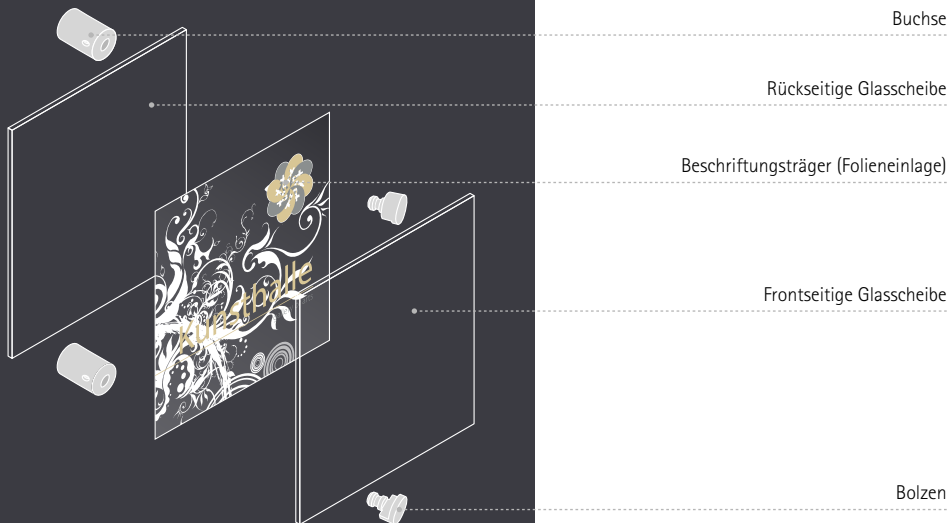 Buchse
Rückseitige Glasscheibe
Beschriftungsträger (Folieneinlage)
Kunsthalle
Frontseitige Glasscheibe
Bolzen